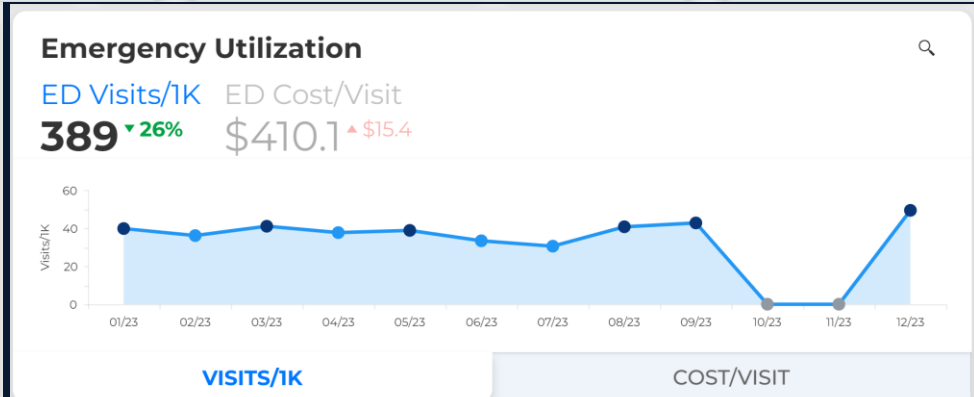 Emergency Utilization
ED Visits/1K ED Cost/Visit
389 ▼ 26% $410.1 ▲ $15.4
Visits/1K
60
40
20
0
01/23 02/23 03/23 04/23 05/23 06/23 07/23 08/23 09/23 10/23 11/23 12/23
VISITS/1K COST/VISIT